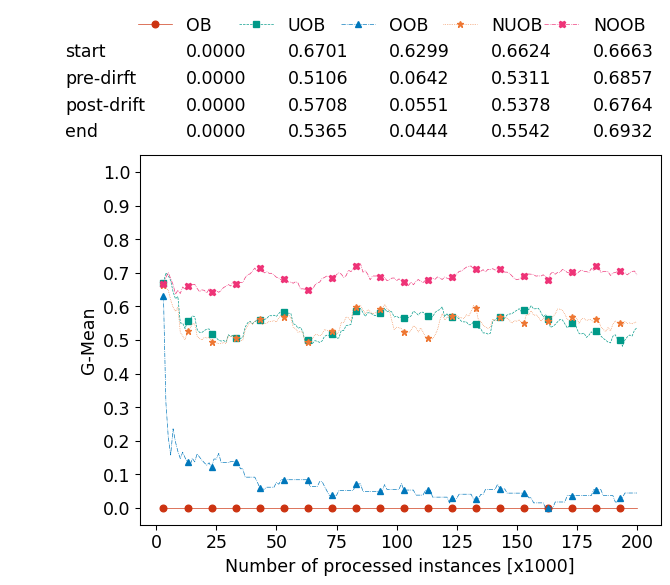 OB UOB OOB NUOB NOOB
start 0.0000 0.6701 0.6299 0.6624 0.6663
pre-dirft 0.0000 0.5106 0.0642 0.5311 0.6857
post-drift 0.0000 0.5708 0.0551 0.5378 0.6764
end 0.0000 0.5365 0.0444 0.5542 0.6932
1.0
0.9
0.8
0.7
0.6
0.5
0.4
0.3
0.2
0.1
0.0
G-Mean
0 25 50 75 100 125 150 175 200
Number of processed instances [x1000]